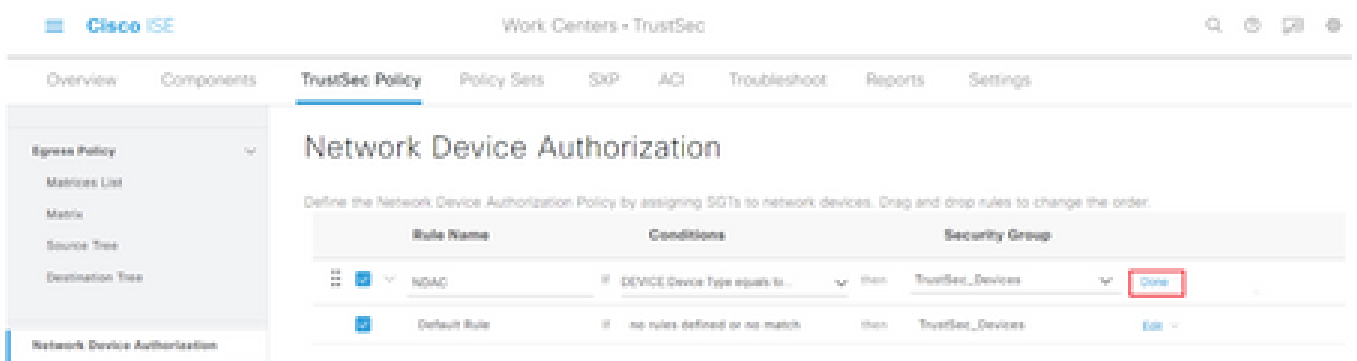 Cisco ISE
Work Centers • TrustSec
Overview Components TrustSec Policy Policy Sets SXP ACI Troubleshoot Reports Settings
Egress Policy
Matrices List
Matrix
Source Tree
Destination Tree
Network Device Authorization
Network Device Authorization
Define the Network Device Authorization Policy by assigning SGTs to network devices. Drag and drop rules to change the order.
Rule Name Conditions Security Group
NDAC If DEVICE Device Type equals to... then TrustSec_Devices Done
Default Rule If no rules defined or no match then TrustSec_Devices Edit